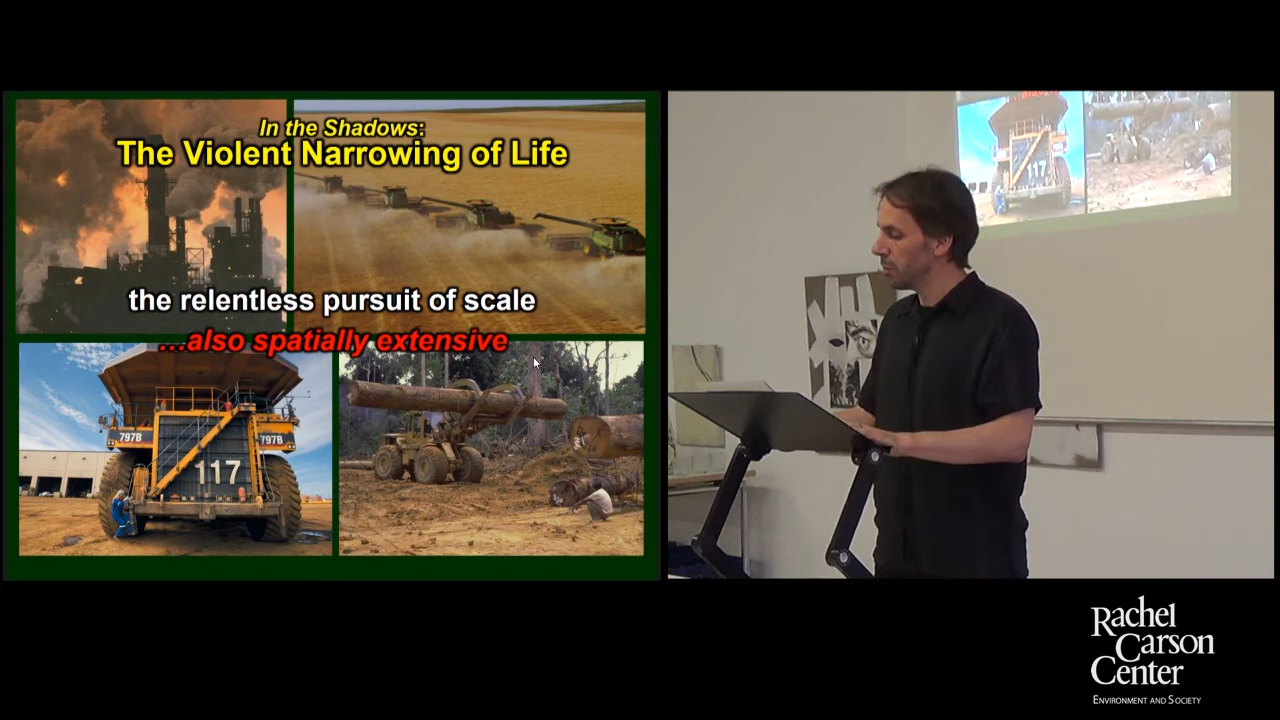 In the Shadows:
The Violent Narrowing of Life
the relentless pursuit of scale
...also spatially extensive
797B
797B
117
117
Rachel
Carson
Center
ENVIRONMENT AND SOCIETY